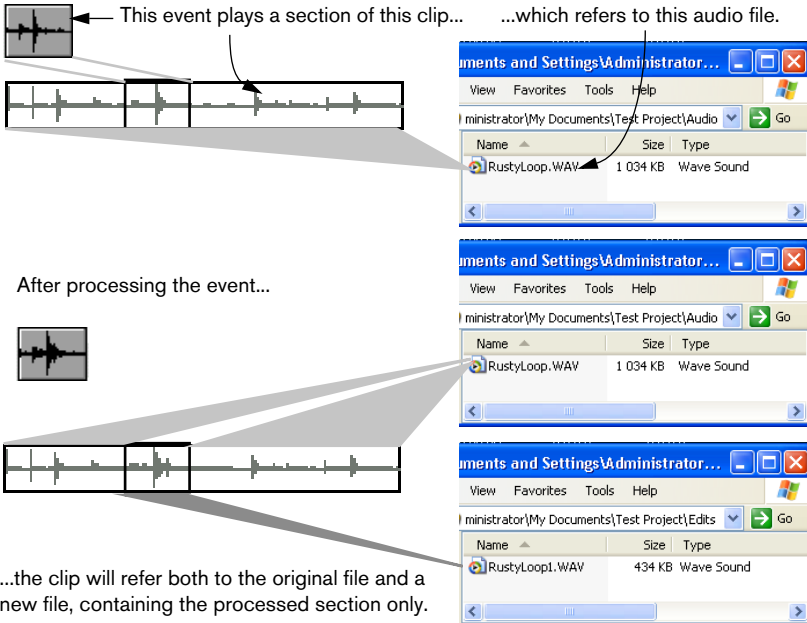 This event plays a section of this clip...
...which refers to this audio file.
uments and Settings\Administrator...
View Favorites Tools Help
ministrator\My Documents\Test Project\Audio Go
Name Size Type
RustyLoop.WAV 1 034 KB Wave Sound
After processing the event...
uments and Settings\Administrator...
View Favorites Tools Help
ministrator\My Documents\Test Project\Audio Go
Name Size Type
RustyLoop.WAV 1 034 KB Wave Sound
uments and Settings\Administrator...
View Favorites Tools Help
ministrator\My Documents\Test Project\Edits Go
Name Size Type
RustyLoop1.WAV 434 KB Wave Sound
...the clip will refer both to the original file and a
new file, containing the processed section only.